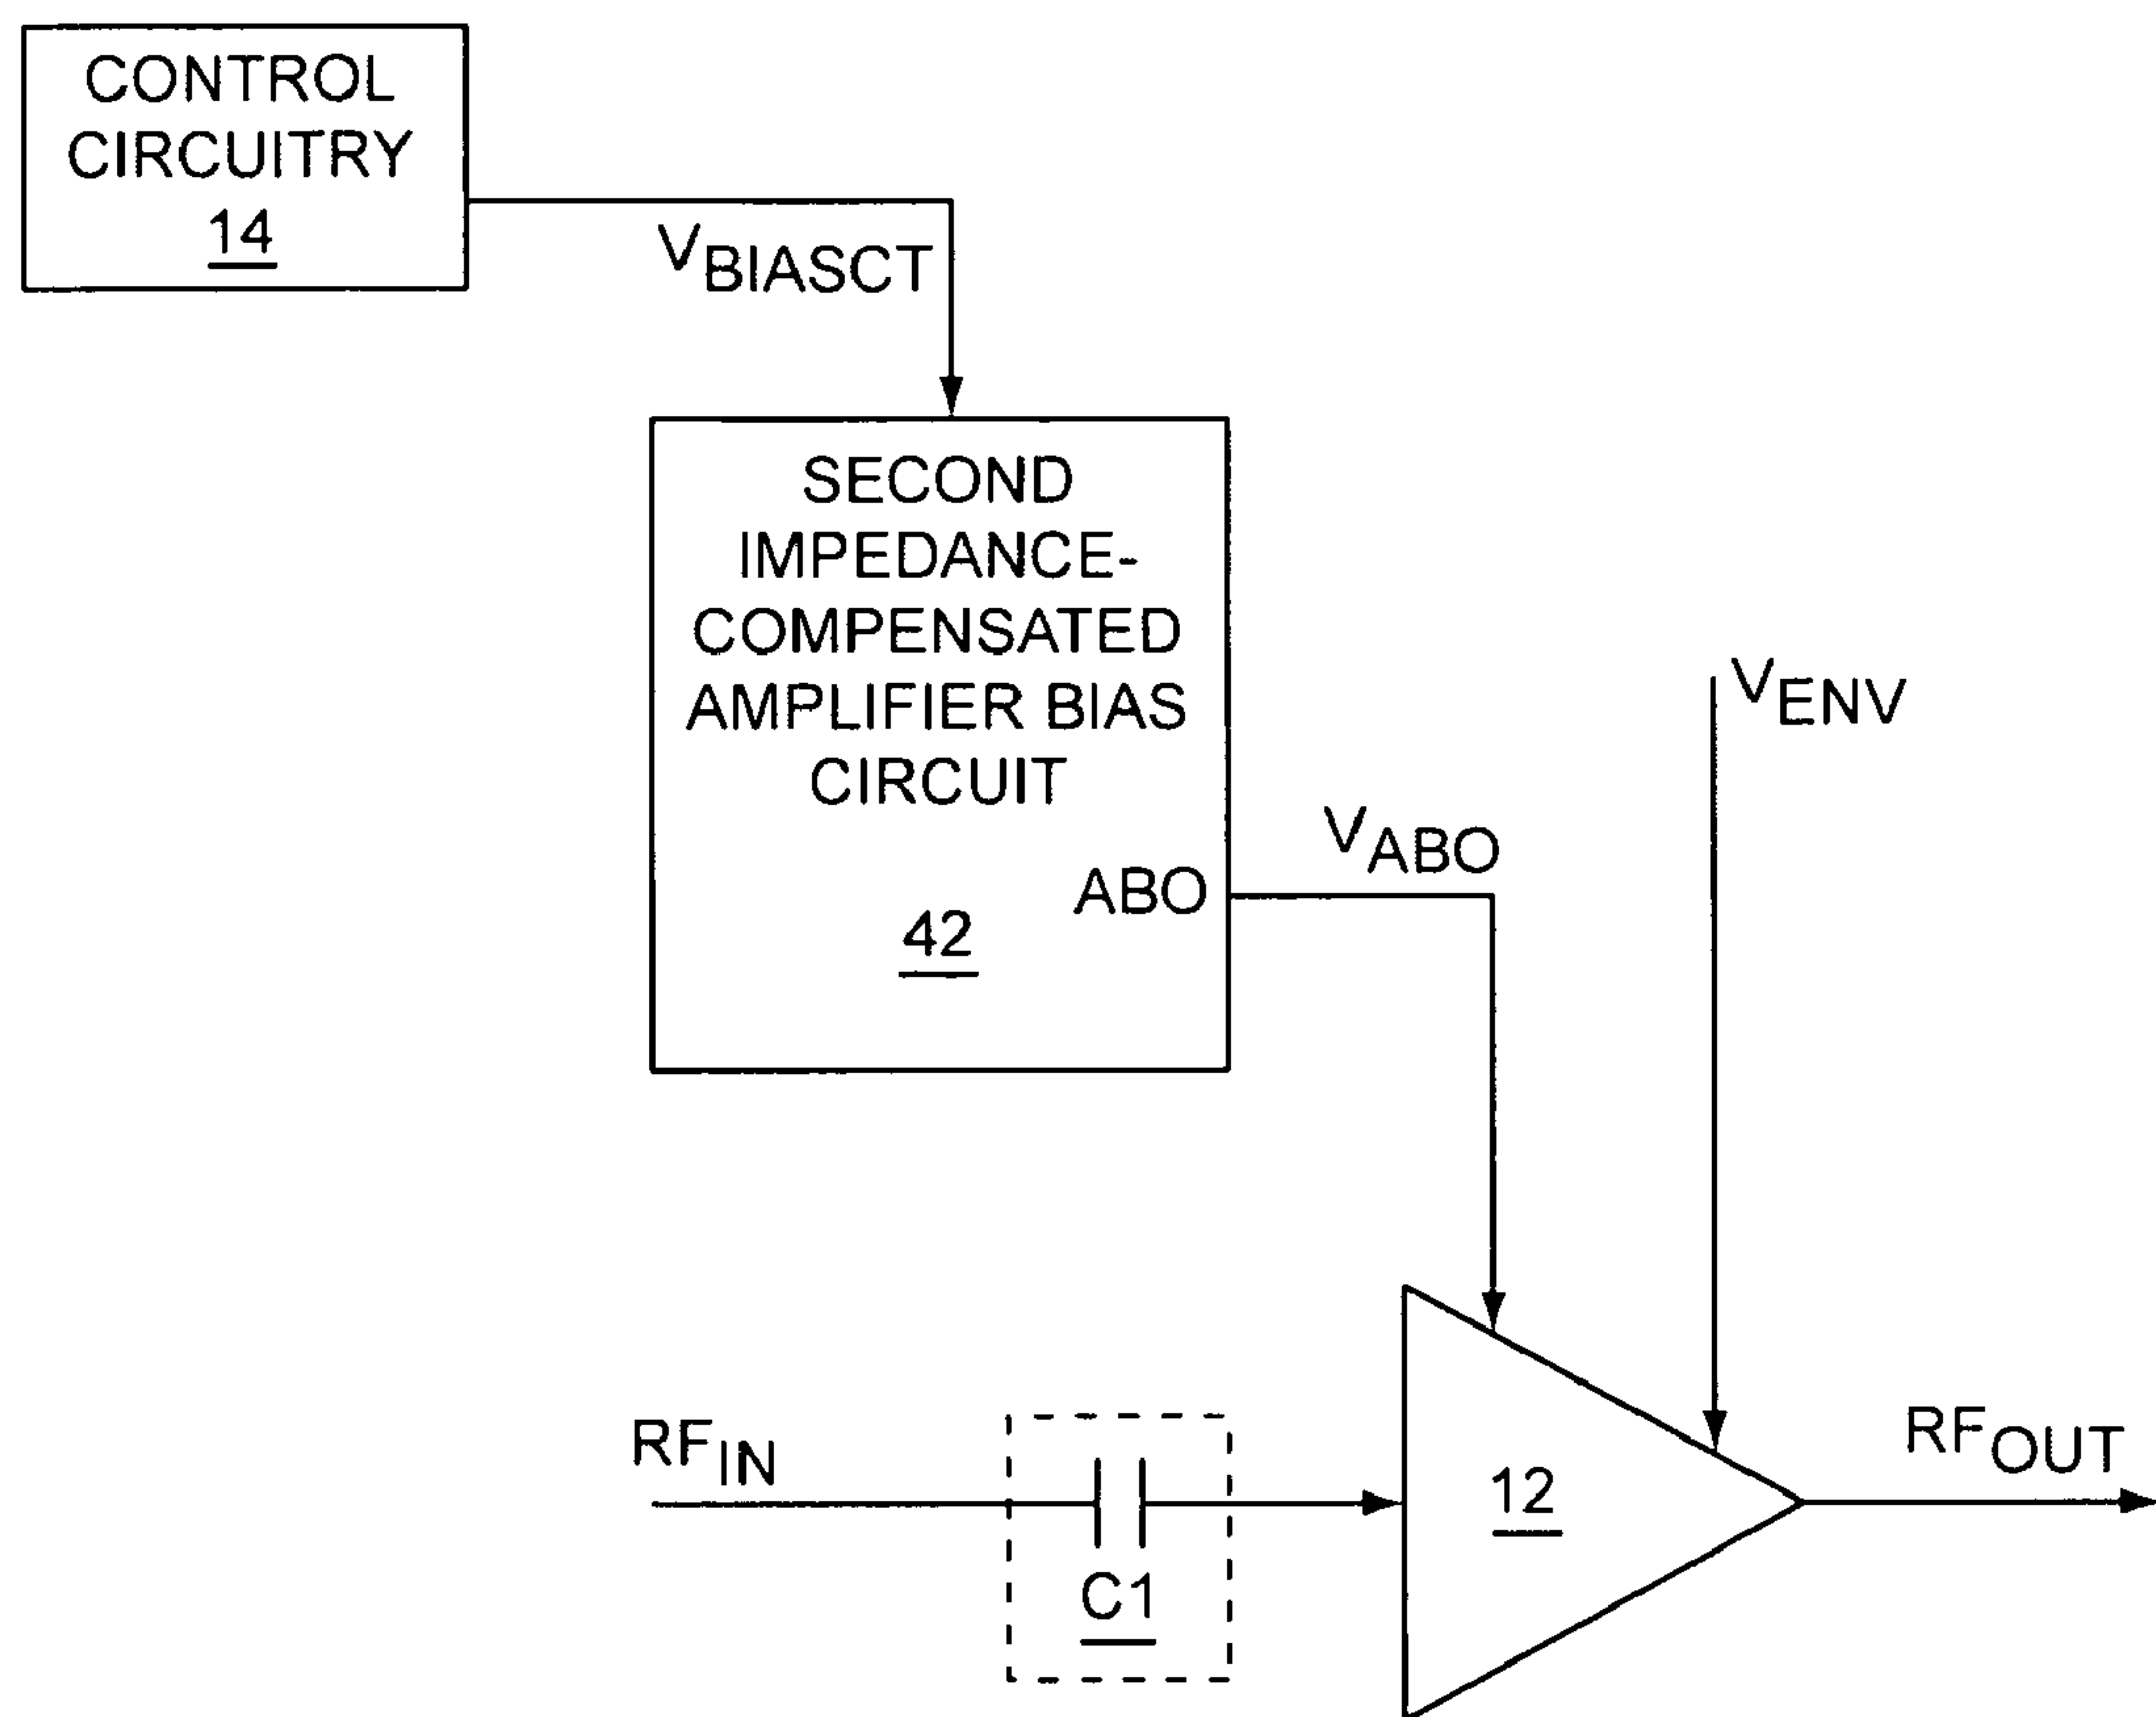 CONTROL
CIRCUITRY
14
VBIASCT
SECOND
IMPEDANCE-
COMPENSATED
AMPLIFIER BIAS
CIRCUIT
VENV
VABO
ABO
42
RFIN
RFOUT
12
C1